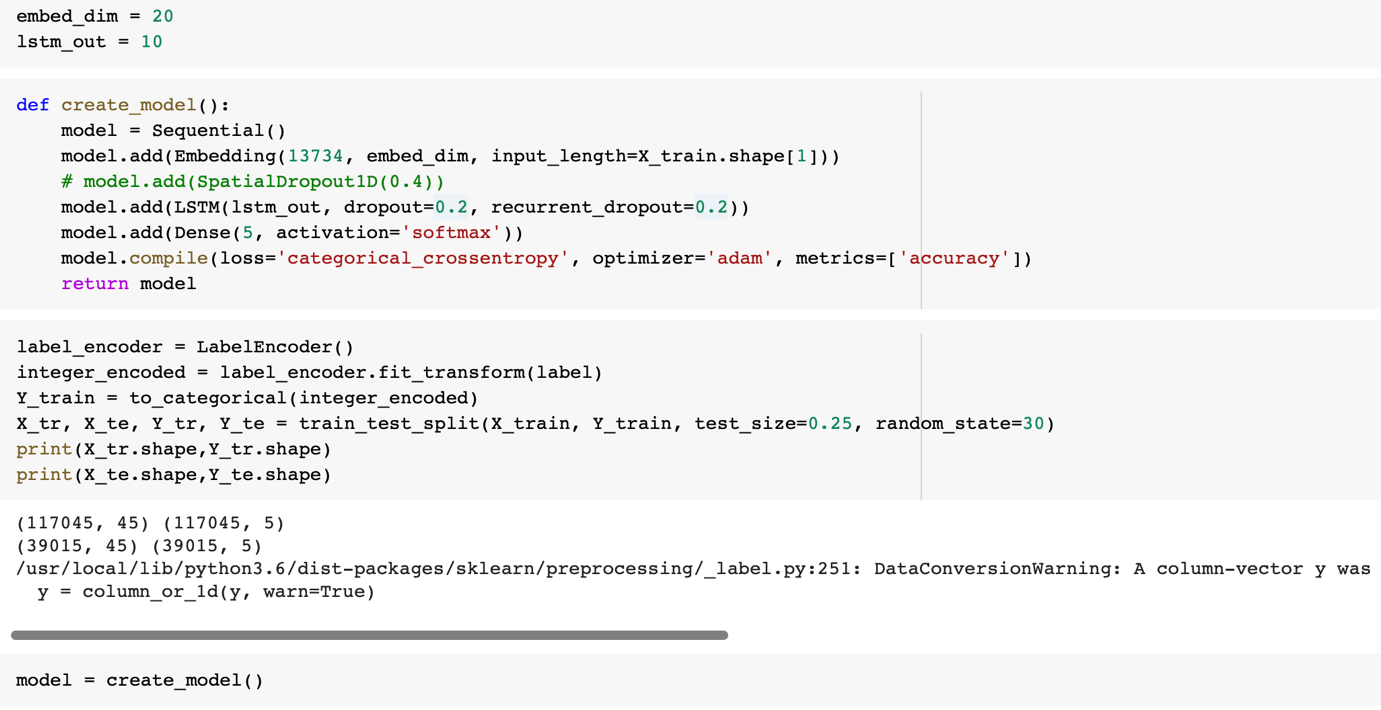 embed_dim = 20
lstm_out = 10
def create_model():
    model = Sequential()
    model.add(Embedding(13734, embed_dim, input_length=X_train.shape[1]))
    # model.add(SpatialDropout1D(0.4))
    model.add(LSTM(lstm_out, dropout=0.2, recurrent_dropout=0.2))
    model.add(Dense(5, activation='softmax'))
    model.compile(loss='categorical_crossentropy', optimizer='adam', metrics=['accuracy'])
    return model
label_encoder = LabelEncoder()
integer_encoded = label_encoder.fit_transform(label)
Y_train = to_categorical(integer_encoded)
X_tr, X_te, Y_tr, Y_te = train_test_split(X_train, Y_train, test_size=0.25, random_state=30)
print(X_tr.shape,Y_tr.shape)
print(X_te.shape,Y_te.shape)
(117045, 45) (117045, 5)
(39015, 45) (39015, 5)
/usr/local/lib/python3.6/dist-packages/sklearn/preprocessing/_label.py:251: DataConversionWarning: A column-vector y was
  y = column_or_1d(y, warn=True)
model = create_model()